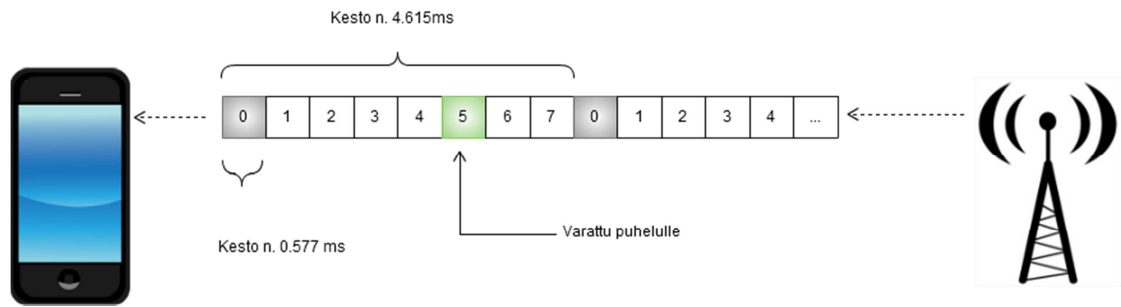 Kesto n. 4.615ms
0 1 2 3 4 5 6 7 0 1 2 3 4 ...
Varattu puhelulle
Kesto n. 0.577 ms